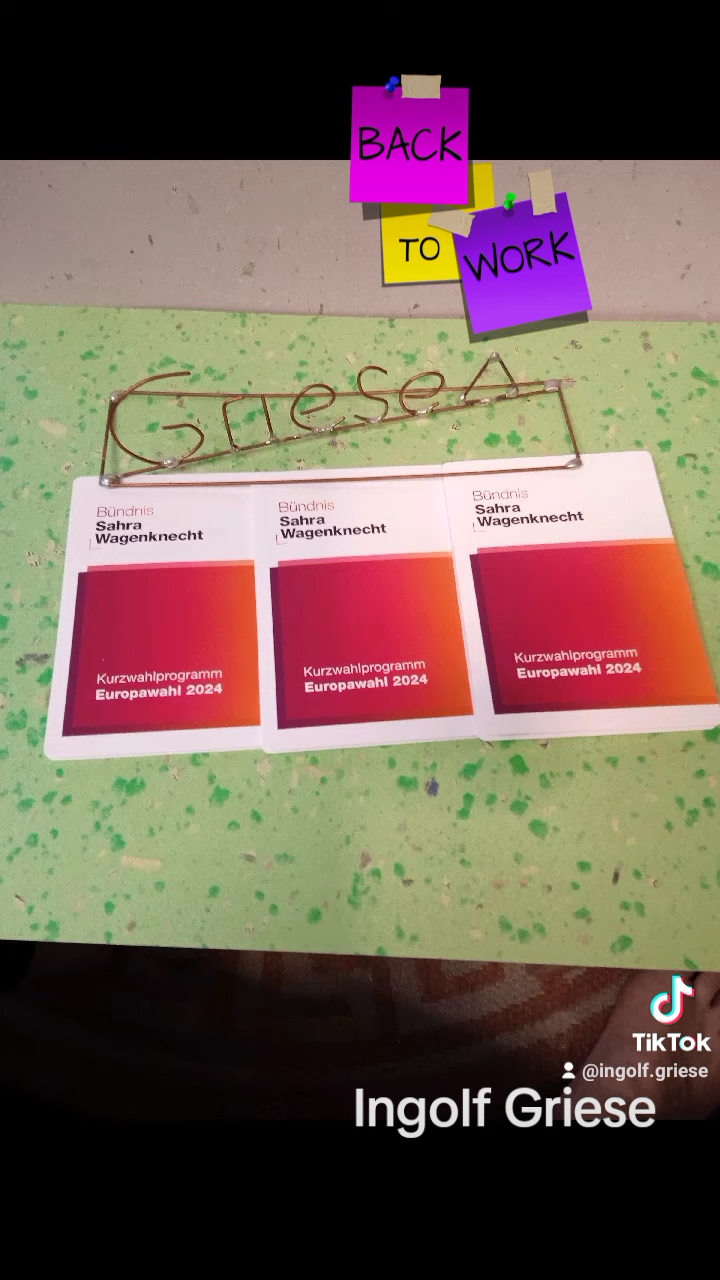 BACK
TO
WORK
Griese
Bündnis
Sahra
Wagenknecht
Kurzwahlprogramm
Europawahl 2024
Bündnis
Sahra
Wagenknecht
Kurzwahlprogramm
Europawahl 2024
Bündnis
Sahra
Wagenknecht
Kurzwahlprogramm
Europawahl 2024
TikTok
@ingolf.griese
Ingolf Griese